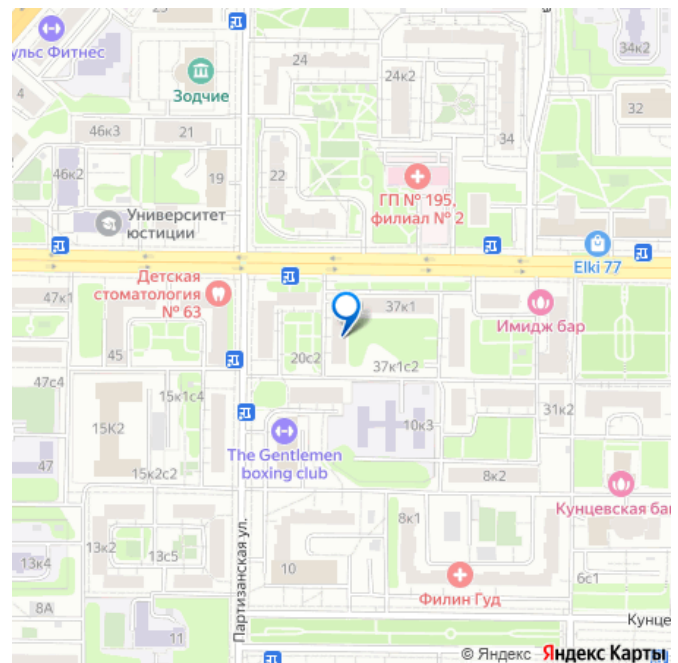 ульс Фитнес
24
34к2
4
Зодчие
24к2
32
46к3
21
34
46к2
19
22
ГП № 195,
филиал № 2
Университет
юстиции
Elki 77
Детская
стоматология
№ 63
47к1
37к1
Имидж бар
45
20с2
37к1с2
47с4
15к1с4
31к2
15К2
10к3
The Gentlemen
boxing club
47
15к2с2
8к2
Кунцевская ба
Партизанская ул.
8к1
13к2
13с5
13к4
10
6с1
Филин Гуд
8А
11
Кунце
© Яндекс Яндекс Карты